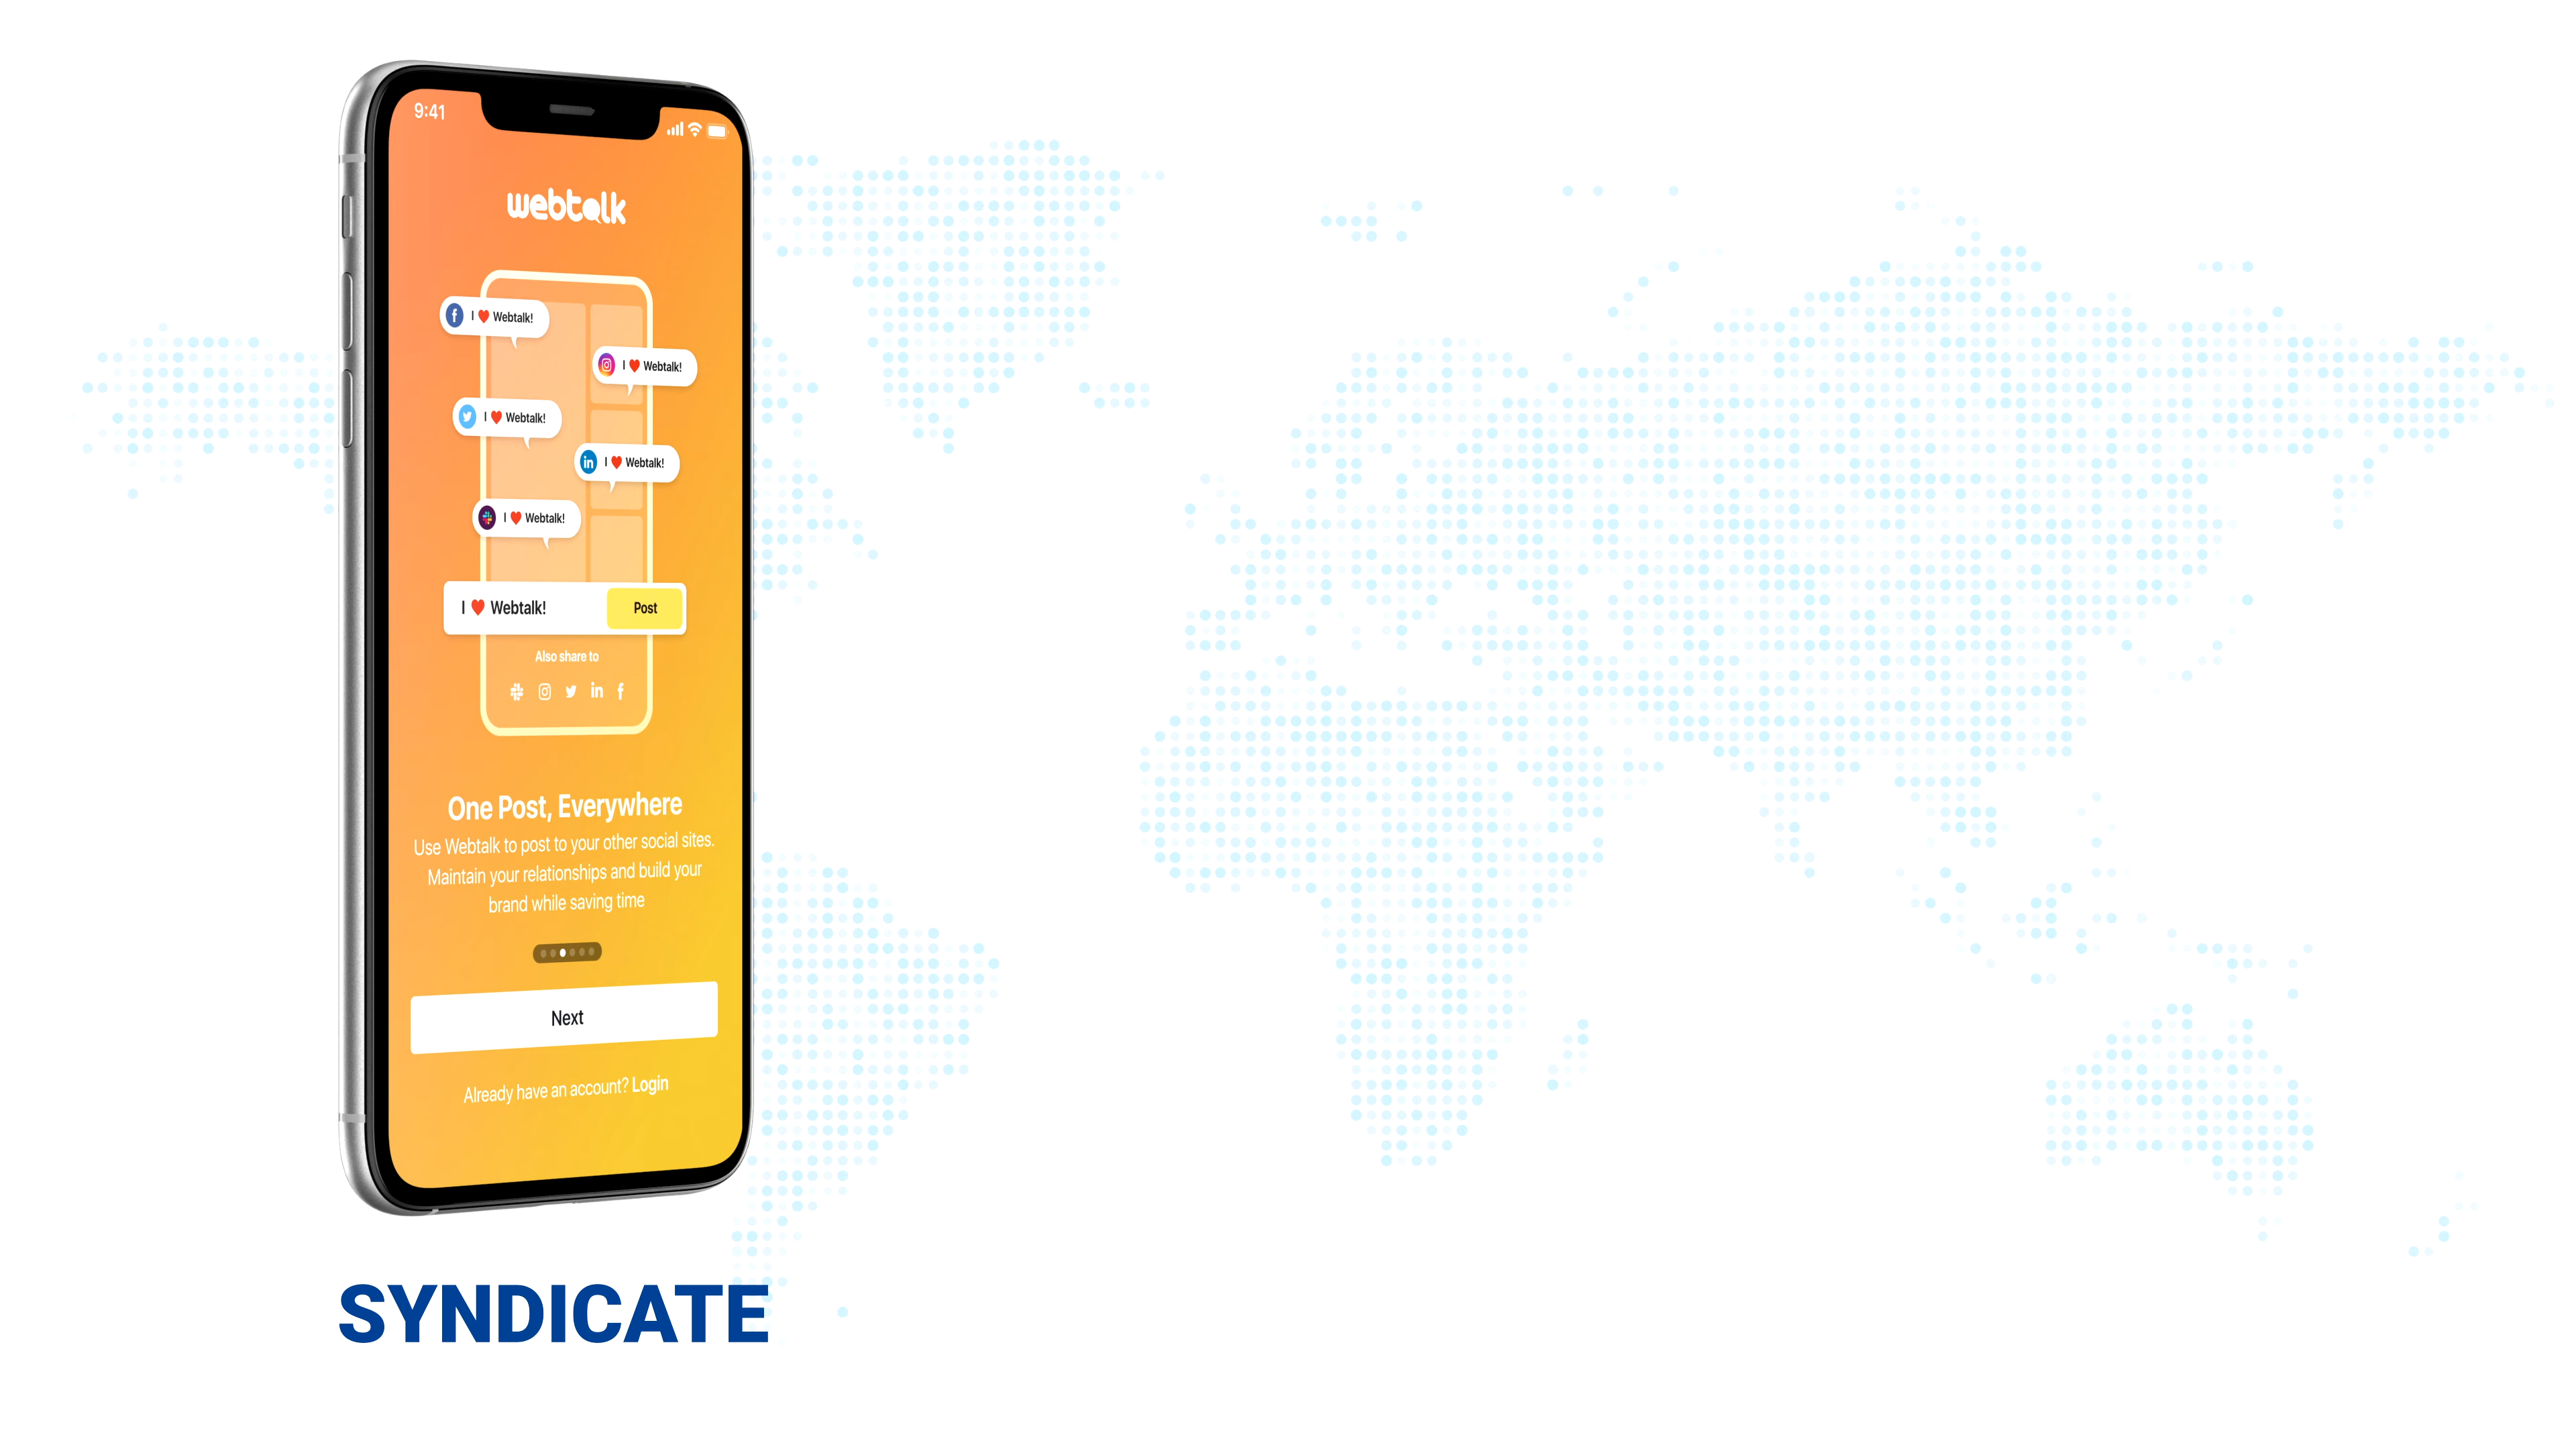 9:41
webtalk
I ❤️ Webtalk!
I ❤️ Webtalk!
I ❤️ Webtalk!
I ❤️ Webtalk!
I ❤️ Webtalk!
I ❤️ Webtalk! Post
Also share to
One Post, Everywhere
Use Webtalk to post to your other social sites.
Maintain your relationships and build your
brand while saving time
Next
Already have an account? Login
SYNDICATE